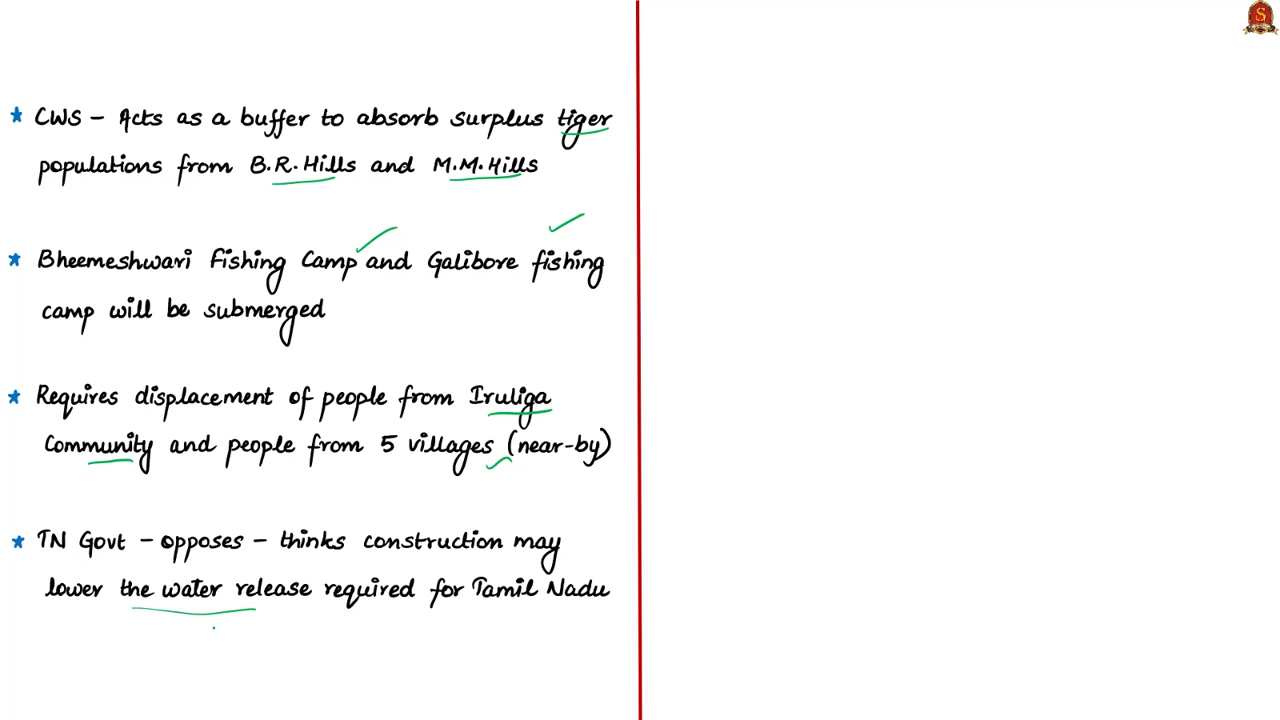 ★ CWS - Acts as a buffer to absorb surplus tiger
populations from B.R.Hills and M.M.Hills
★ Bheemeshwari Fishing Camp and Galibore fishing
camp will be submerged
★ Requires displacement of people from Iruliga
Community and people from 5 villages (near-by)
★ TN Govt - opposes - thinks construction may
lower the water release required for Tamil Nadu
S